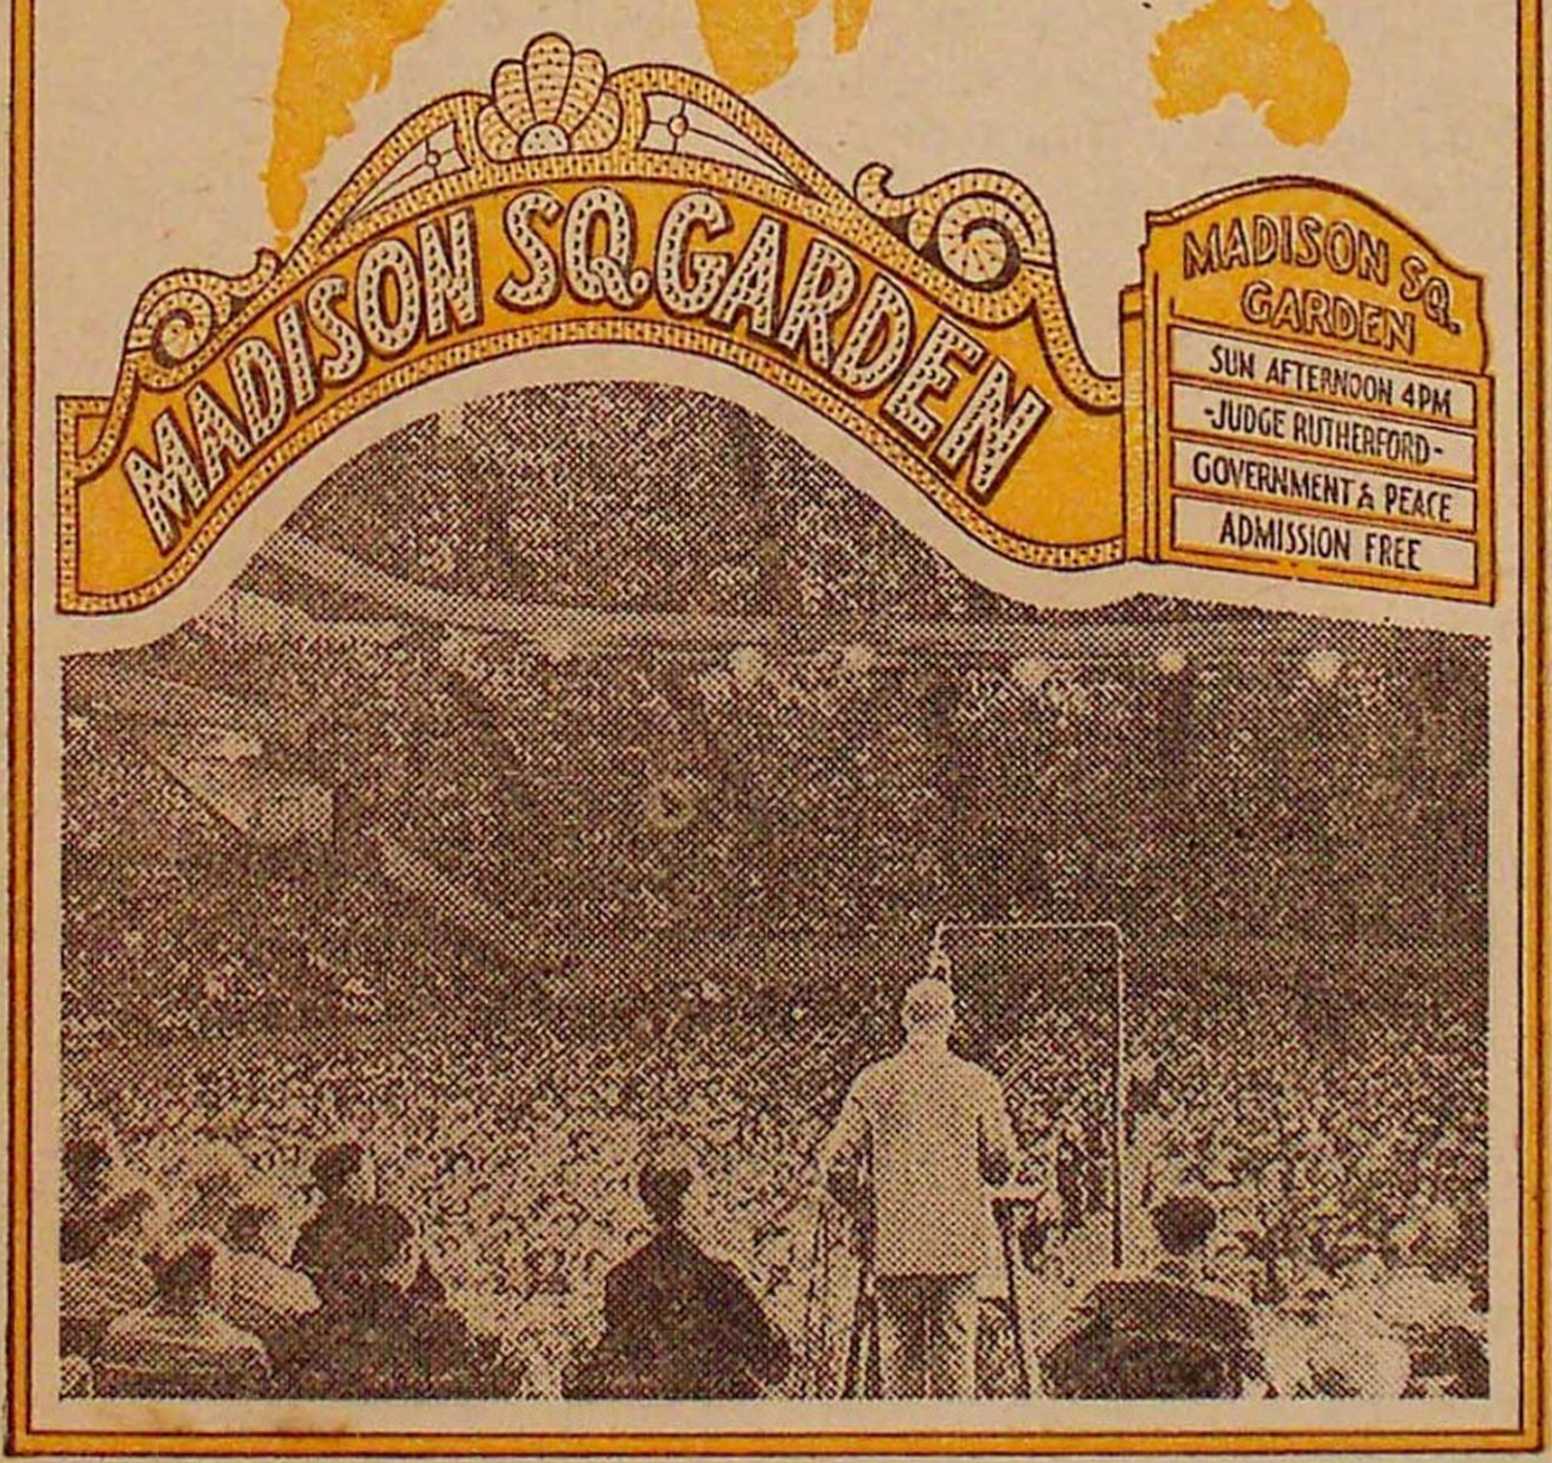 MADISON SQ. GARDEN
MADISON SQ.
GARDEN
SUN AFTERNOON 4PM
-JUDGE RUTHERFORD-
GOVERNMENT & PEACE
ADMISSION FREE